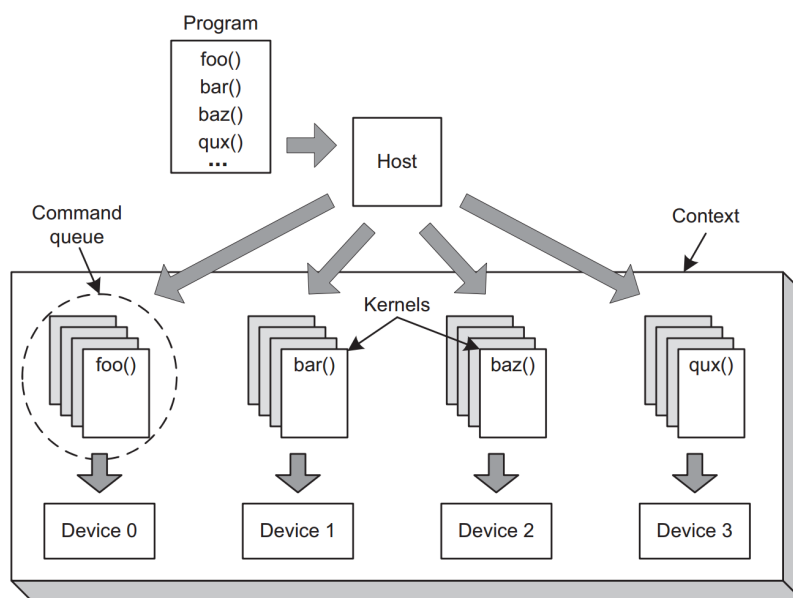 Program
foo()
bar()
baz()
qux()
...
Host
Command
queue
Context
Kernels
foo()
bar()
baz()
qux()
Device 0
Device 1
Device 2
Device 3